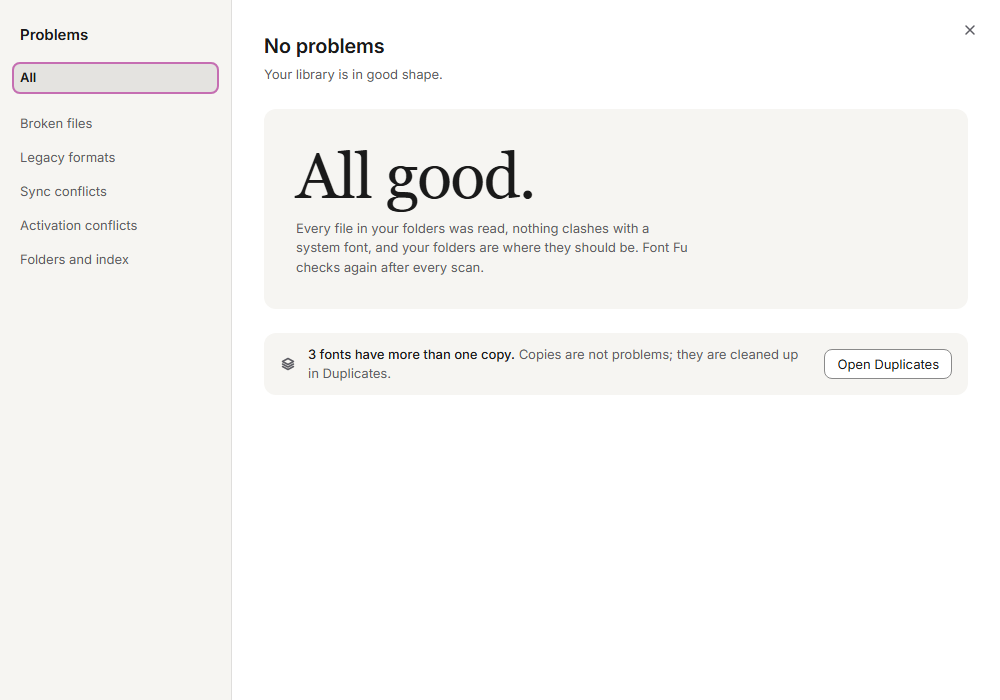 Problems
All
Broken files
Legacy formats
Sync conflicts
Activation conflicts
Folders and index
No problems
Your library is in good shape.
All good.
Every file in your folders was read, nothing clashes with a
system font, and your folders are where they should be. Font Fu
checks again after every scan.
3 fonts have more than one copy. Copies are not problems; they are cleaned up
in Duplicates.
Open Duplicates